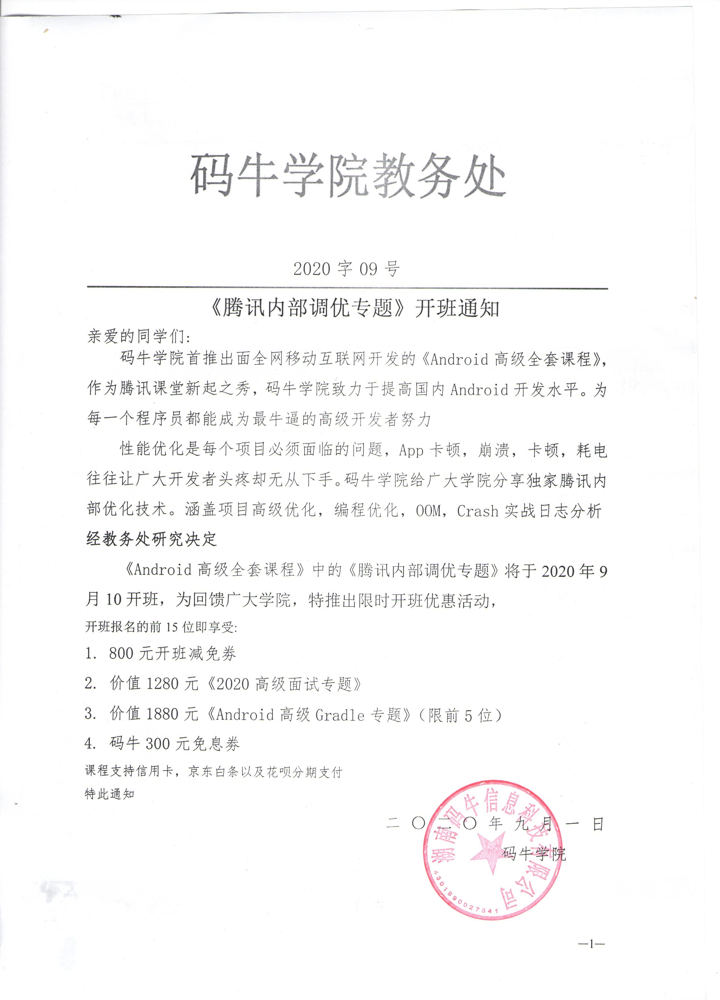 码牛学院教务处
2020 字 09 号
《腾讯内部调优专题》开班通知
亲爱的同学们:
码牛学院首推出面全网移动互联网开发的《Android 高级全套课程》,
作为腾讯课堂新起之秀, 码牛学院致力于提高国内 Android 开发水平。为
每一个程序员都能成为最牛逼的高级开发者努力
性能优化是每个项目必须面临的问题, App 卡顿, 崩溃, 卡顿, 耗电
往往让广大开发者头疼却无从下手。码牛学院给广大学院分享独家腾讯内
部优化技术。涵盖项目高级优化, 编程优化, OOM, Crash 实战日志分析
经教务处研究决定
《Android 高级全套课程》中的《腾讯内部调优专题》将于 2020 年 9
月 10 开班, 为回馈广大学院, 特推出限时开班优惠活动,
开班报名的前 15 位即享受:
1. 800 元开班减免券
2. 价值 1280 元《2020 高级面试专题》
3. 价值 1880 元《Android 高级 Gradle 专题》(限前 5 位)
4. 码牛 300 元免息券
课程支持信用卡, 京东白条以及花呗分期支付
特此通知
二〇二〇年九月一日
码牛学院
湖南码牛信息科技有限公司
4301990027541
—1—